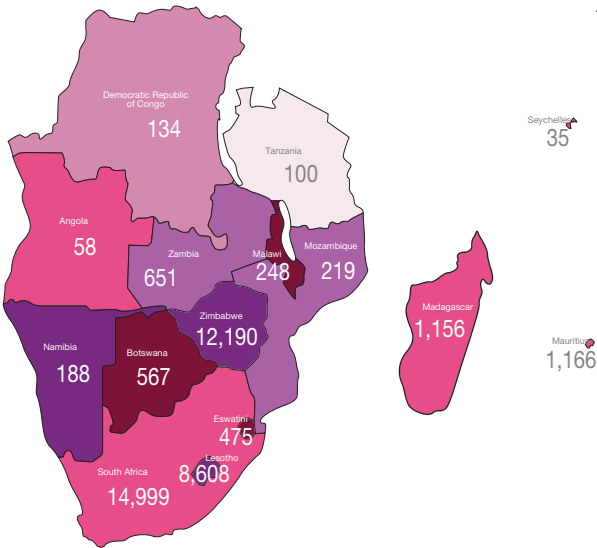 Democratic Republic
of Congo
134
Seychelles
35
Tanzania
100
Angola
58
Zambia
651
Malawi
248
Mozambique
219
Madagascar
1,156
Zimbabwe
12,190
Mauritius
1,166
Namibia
188
Botswana
567
Eswatini
475
Lesotho
8,608
South Africa
14,999